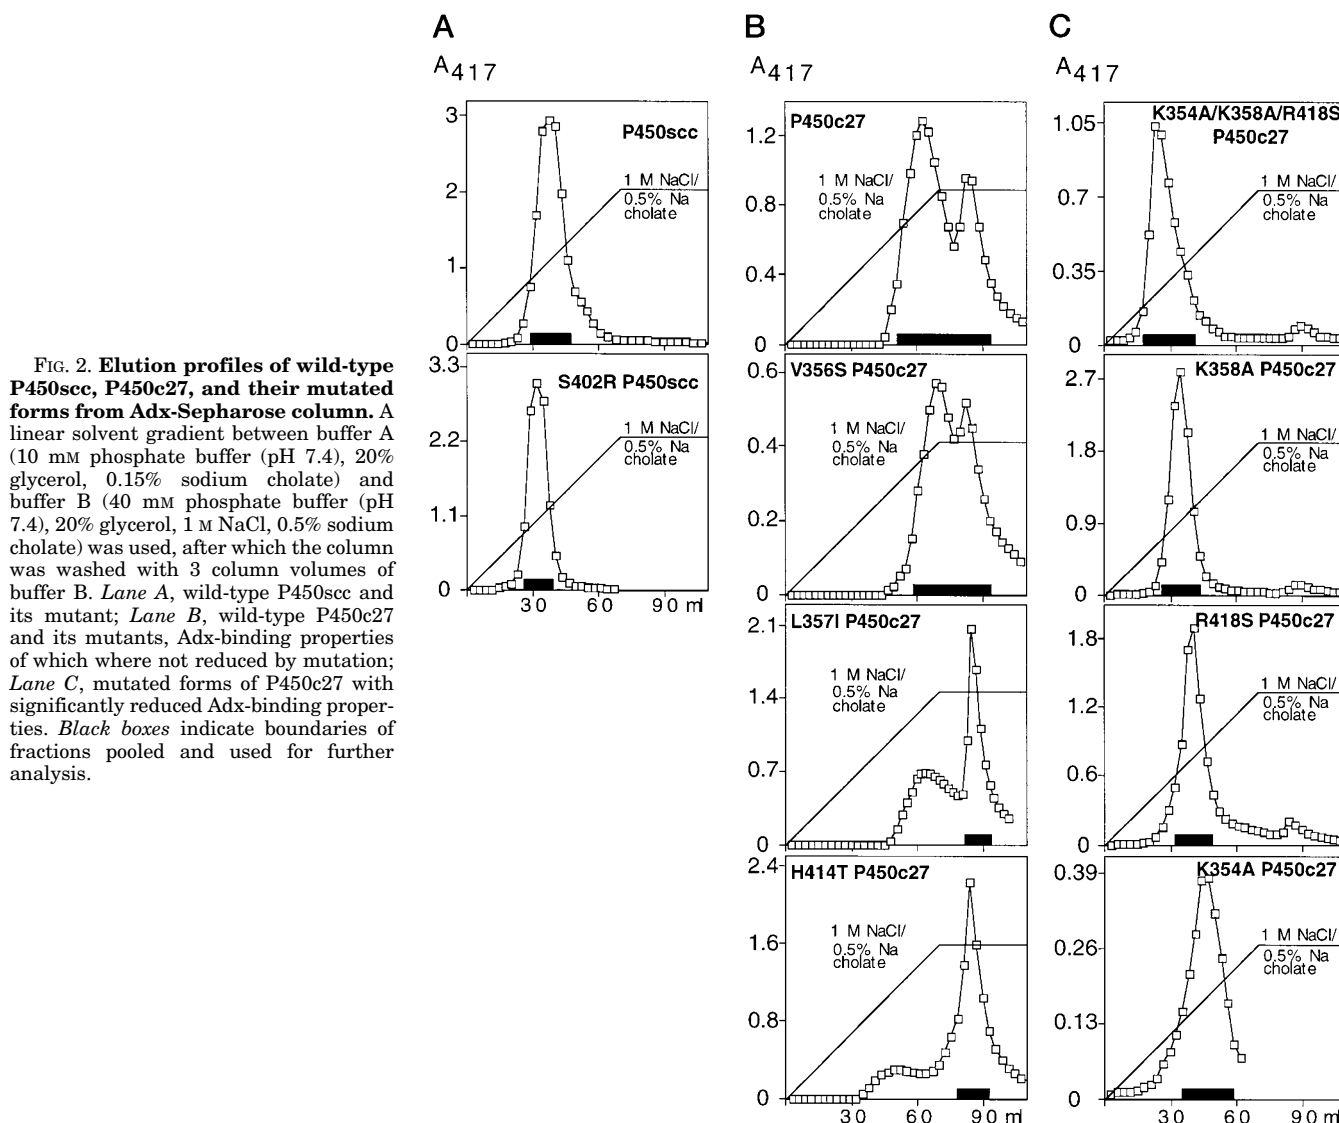 A
A417
3
2
1
0
P450scc
1 M NaCl/
0.5% Na
cholate
3.3
2.2
1.1
0
S402R P450scc
1 M NaCl/
0.5% Na
cholate
30 60 90 ml
B
A417
1.2
0.8
0.4
0
P450c27
1 M NaCl/
0.5% Na
cholate
0.6
0.4
0.2
0
V356S P450c27
1 M NaCl/
0.5% Na
cholate
2.1
1.4
0.7
0
L357I P450c27
1 M NaCl/
0.5% Na
cholate
2.4
1.6
0.8
0
H414T P450c27
1 M NaCl/
0.5% Na
cholate
30 60 90 ml
C
A417
1.05
0.7
0.35
0
K354A/K358A/R418S
P450c27
1 M NaCl/
0.5% Na
cholate
2.7
1.8
0.9
0
K358A P450c27
1 M NaCl/
0.5% Na
cholate
1.8
1.2
0.6
0
R418S P450c27
1 M NaCl/
0.5% Na
cholate
0.39
0.26
0.13
0
K354A P450c27
1 M NaCl/
0.5% Na
cholate
30 60 90 ml
FIG. 2. Elution profiles of wild-type
P450scc, P450c27, and their mutated
forms from Adx-Sepharose column. A
linear solvent gradient between buffer A
(10 mM phosphate buffer (pH 7.4), 20%
glycerol, 0.15% sodium cholate) and
buffer B (40 mM phosphate buffer (pH
7.4), 20% glycerol, 1 M NaCl, 0.5% sodium
cholate) was used, after which the column
was washed with 3 column volumes of
buffer B. Lane A, wild-type P450scc and
its mutant; Lane B, wild-type P450c27
and its mutants, Adx-binding properties
of which where not reduced by mutation;
Lane C, mutated forms of P450c27 with
significantly reduced Adx-binding proper-
ties. Black boxes indicate boundaries of
fractions pooled and used for further
analysis.